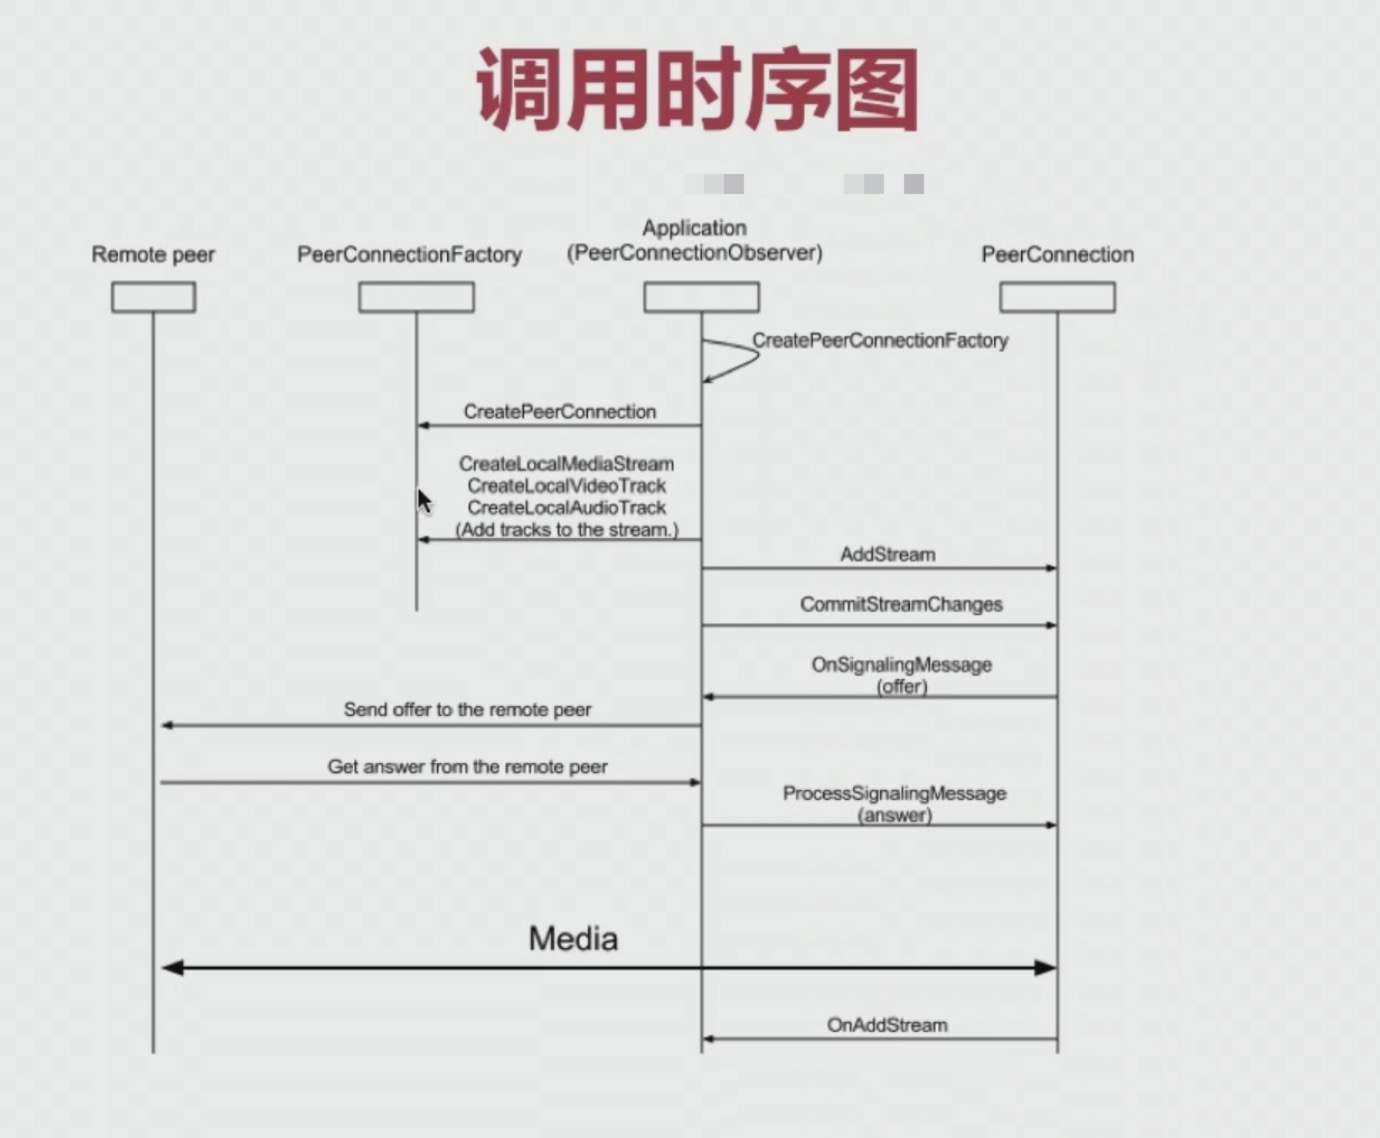 调用时序图
Remote peer
PeerConnectionFactory
Application
(PeerConnectionObserver)
PeerConnection
CreatePeerConnectionFactory
CreatePeerConnection
CreateLocalMediaStream
CreateLocalVideoTrack
CreateLocalAudioTrack
(Add tracks to the stream.)
AddStream
CommitStreamChanges
OnSignalingMessage
(offer)
Send offer to the remote peer
Get answer from the remote peer
ProcessSignalingMessage
(answer)
Media
OnAddStream